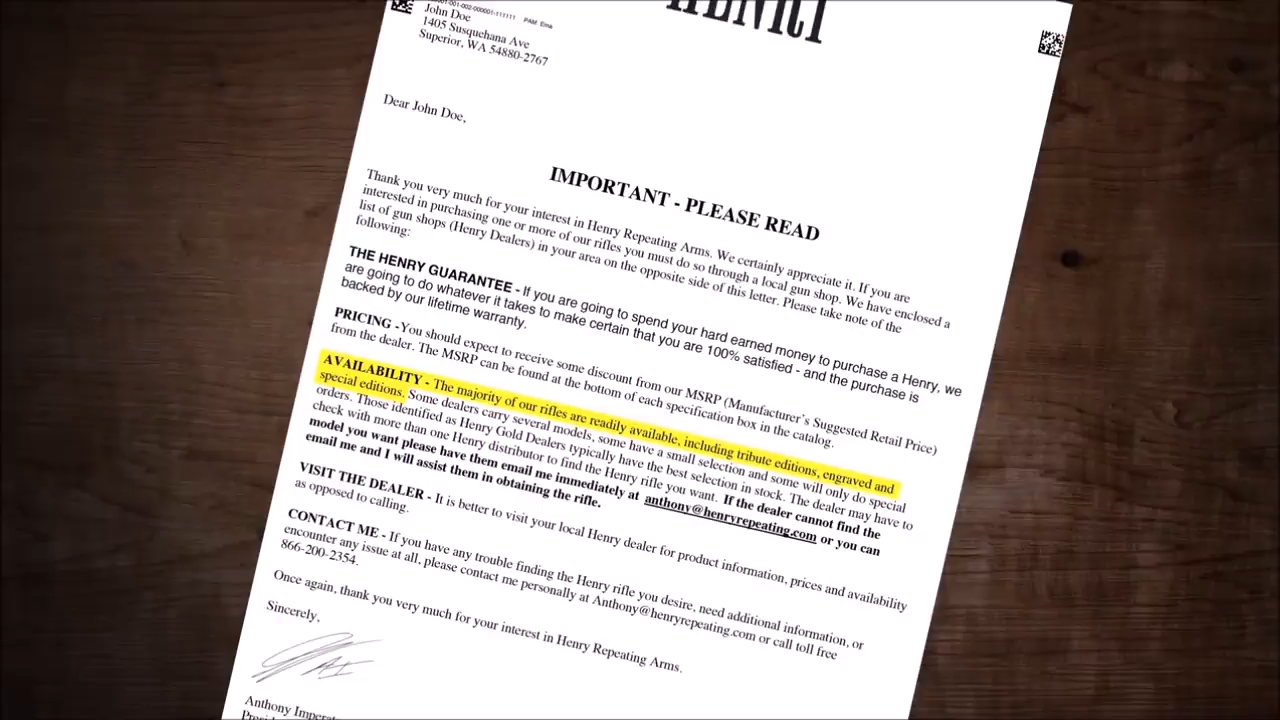 HENRY
John Doe
1405 Susquehana Ave
Superior, WA 54880-2767
Dear John Doe,
IMPORTANT - PLEASE READ
Thank you very much for your interest in Henry Repeating Arms. We certainly appreciate it. If you are
interested in purchasing one or more of our rifles you must do so through a local gun shop. We have enclosed a
list of gun shops (Henry Dealers) in your area on the opposite side of this letter. Please take note of the
following:
THE HENRY GUARANTEE - If you are going to spend your hard earned money to purchase a Henry, we
are going to do whatever it takes to make certain that you are 100% satisfied - and the purchase is
backed by our lifetime warranty.
PRICING - You should expect to receive some discount from our MSRP (Manufacturer's Suggested Retail Price)
from the dealer. The MSRP can be found at the bottom of each specification box in the catalog.
AVAILABILITY - The majority of our rifles are readily available, including tribute editions, engraved and
special editions. Some dealers carry several models, some have a small selection and some will only do special
orders. Those identified as Henry Gold Dealers typically have the best selection in stock. The dealer may have to
check with more than one Henry distributor to find the Henry rifle you want. If the dealer cannot find the
model you want please have them email me immediately at anthony@henryrepeating.com or you can
email me and I will assist them in obtaining the rifle.
VISIT THE DEALER - It is better to visit your local Henry dealer for product information, prices and availability
as opposed to calling.
CONTACT ME - If you have any trouble finding the Henry rifle you desire, need additional information, or
encounter any issue at all, please contact me personally at Anthony@henryrepeating.com or call toll free
866-200-2354.
Once again, thank you very much for your interest in Henry Repeating Arms.
Sincerely,
Anthony